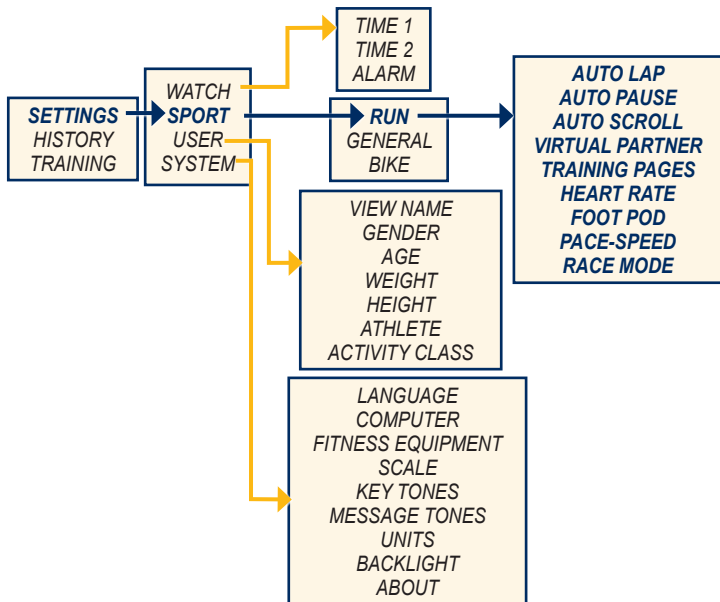 SETTINGS
HISTORY
TRAINING
WATCH
SPORT
USER
SYSTEM
TIME 1
TIME 2
ALARM
RUN
GENERAL
BIKE
AUTO LAP
AUTO PAUSE
AUTO SCROLL
VIRTUAL PARTNER
TRAINING PAGES
HEART RATE
FOOT POD
PACE-SPEED
RACE MODE
VIEW NAME
GENDER
AGE
WEIGHT
HEIGHT
ATHLETE
ACTIVITY CLASS
LANGUAGE
COMPUTER
FITNESS EQUIPMENT
SCALE
KEY TONES
MESSAGE TONES
UNITS
BACKLIGHT
ABOUT